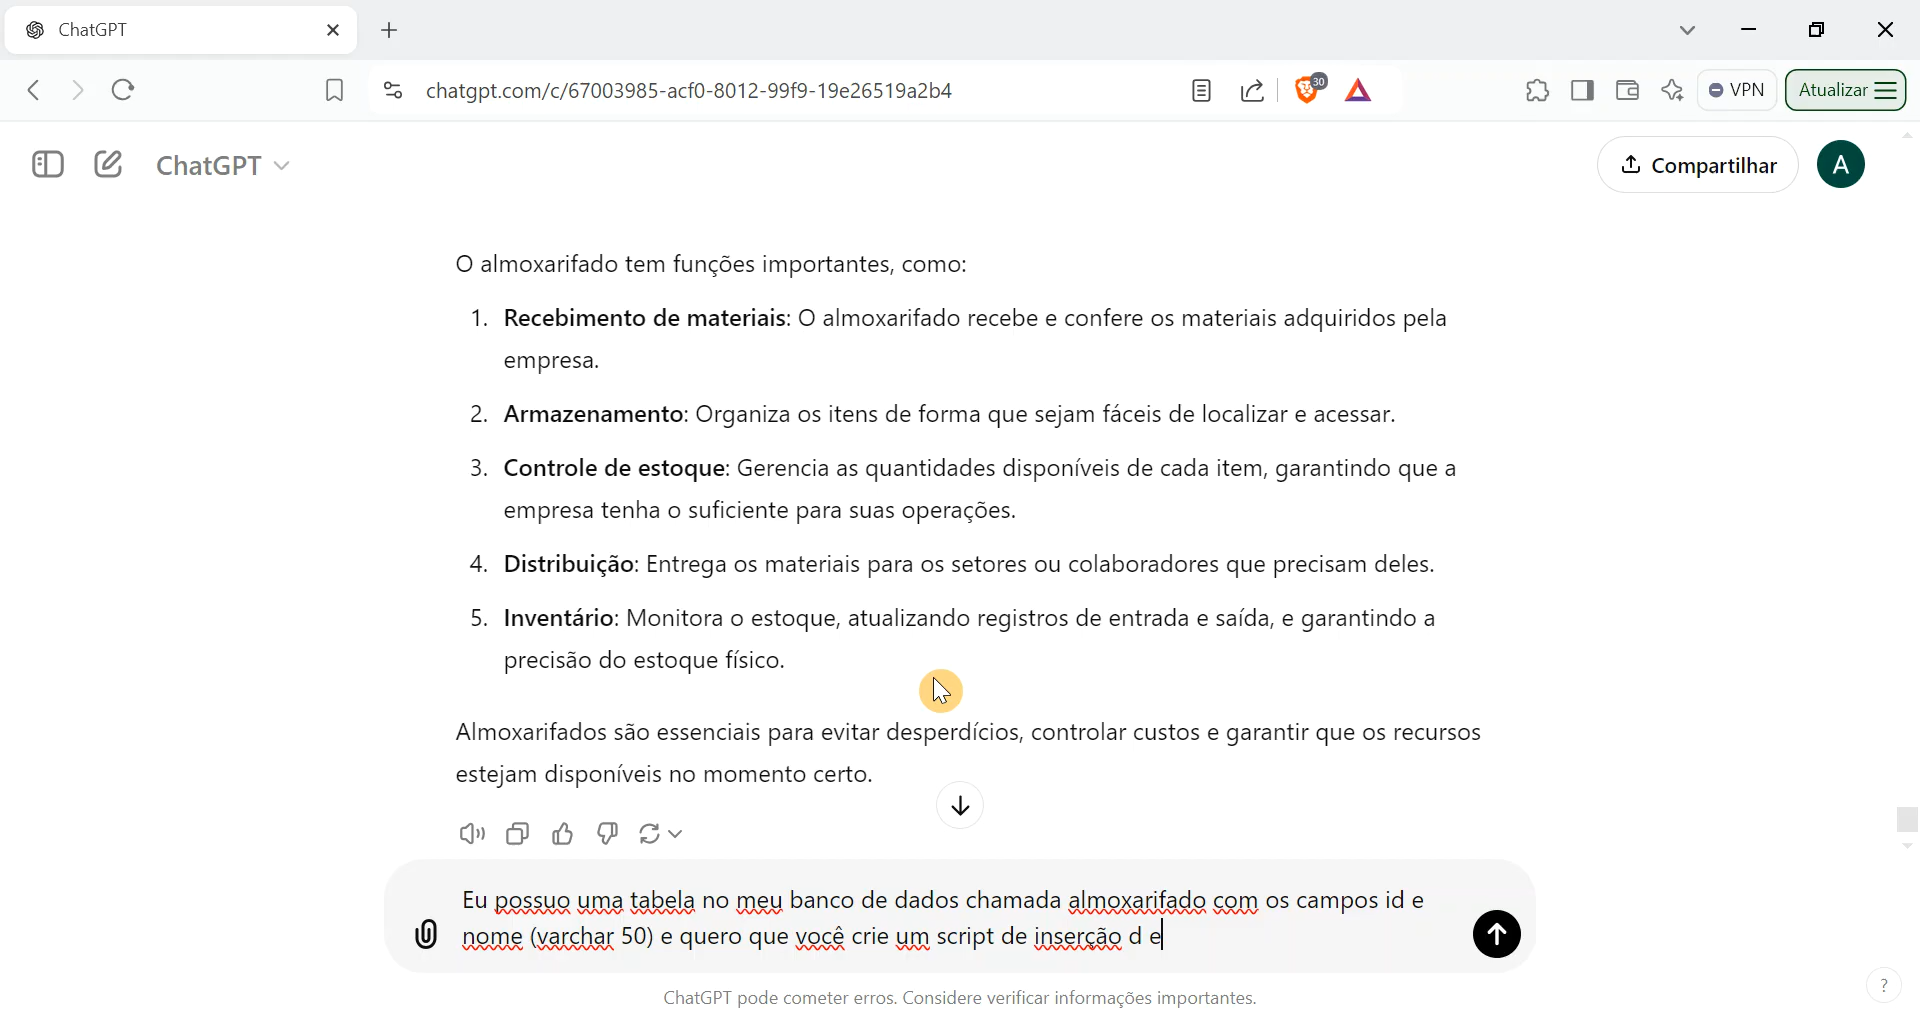 ChatGPT
chatgpt.com/c/67003985-acf0-8012-99f9-19e26519a2b4
30
VPN
Atualizar
ChatGPT
Compartilhar
A
O almoxarifado tem funções importantes, como:
1. Recebimento de materiais: O almoxarifado recebe e confere os materiais adquiridos pela
empresa.
2. Armazenamento: Organiza os itens de forma que sejam fáceis de localizar e acessar.
3. Controle de estoque: Gerencia as quantidades disponíveis de cada item, garantindo que a
empresa tenha o suficiente para suas operações.
4. Distribuição: Entrega os materiais para os setores ou colaboradores que precisam deles.
5. Inventário: Monitora o estoque, atualizando registros de entrada e saída, e garantindo a
precisão do estoque físico.
Almoxarifados são essenciais para evitar desperdícios, controlar custos e garantir que os recursos
estejam disponíveis no momento certo.
Eu possuo uma tabela no meu banco de dados chamada almoxarifado com os campos id e
nome (varchar 50) e quero que você crie um script de inserção d e
ChatGPT pode cometer erros. Considere verificar informações importantes.
?